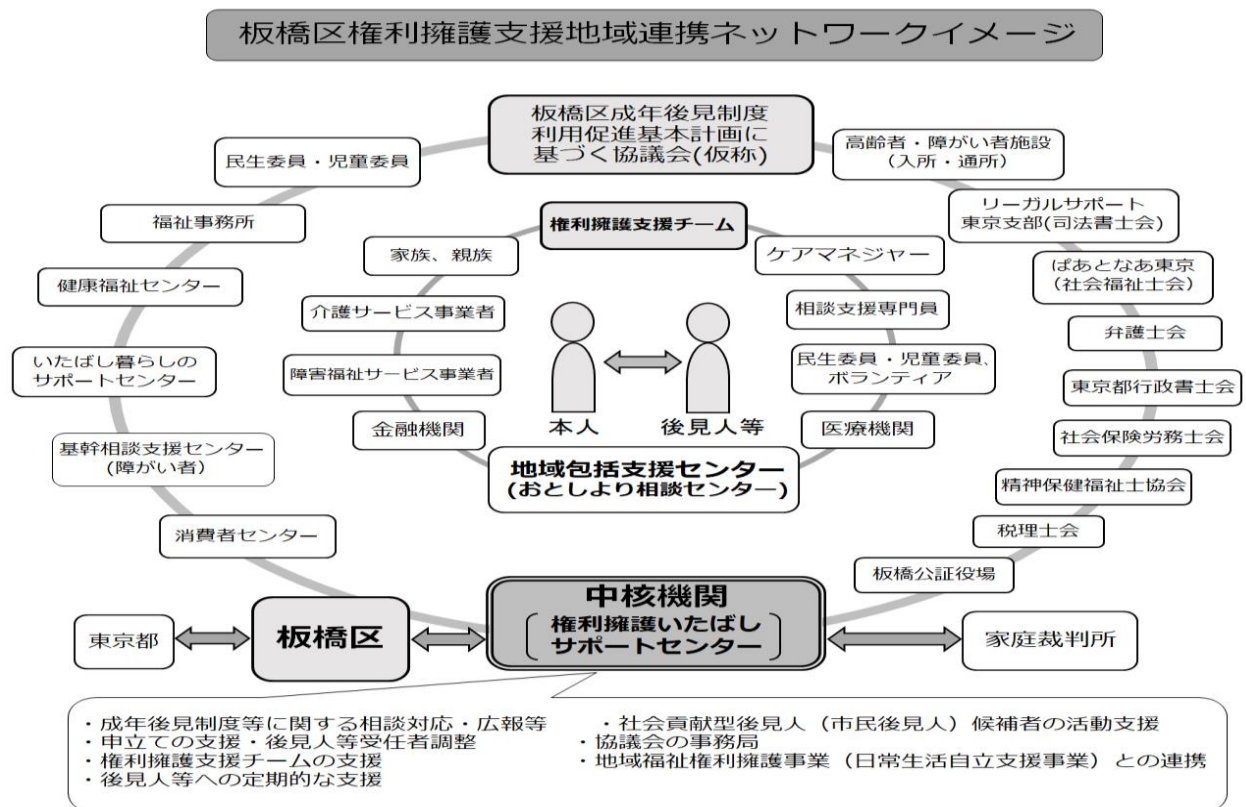 板橋区権利擁護支援地域連携ネットワークイメージ
板橋区成年後見制度
利用促進基本計画に
基づく協議会(仮称)
民生委員・児童委員
福祉事務所
健康福祉センター
いたばし暮らしの
サポートセンター
基幹相談支援センター
(障がい者)
消費者センター
高齢者・障がい者施設
(入所・通所)
リーガルサポート
東京支部(司法書士会)
ぱあとなあ東京
(社会福祉士会)
弁護士会
東京都行政書士会
社会保険労務士会
精神保健福祉士協会
税理士会
板橋公証役場
権利擁護支援チーム
家族、親族
介護サービス事業者
障害福祉サービス事業者
金融機関
ケアマネジャー
相談支援専門員
民生委員・児童委員、
ボランティア
医療機関
本人
後見人等
地域包括支援センター
(おとしより相談センター)
東京都
板橋区
中核機関
権利擁護いたばし
サポートセンター
家庭裁判所
・成年後見制度等に関する相談対応・広報等
・申立ての支援・後見人等受任者調整
・権利擁護支援チームの支援
・後見人等への定期的な支援
・社会貢献型後見人(市民後見人)候補者の活動支援
・協議会の事務局
・地域福祉権利擁護事業(日常生活自立支援事業)との連携